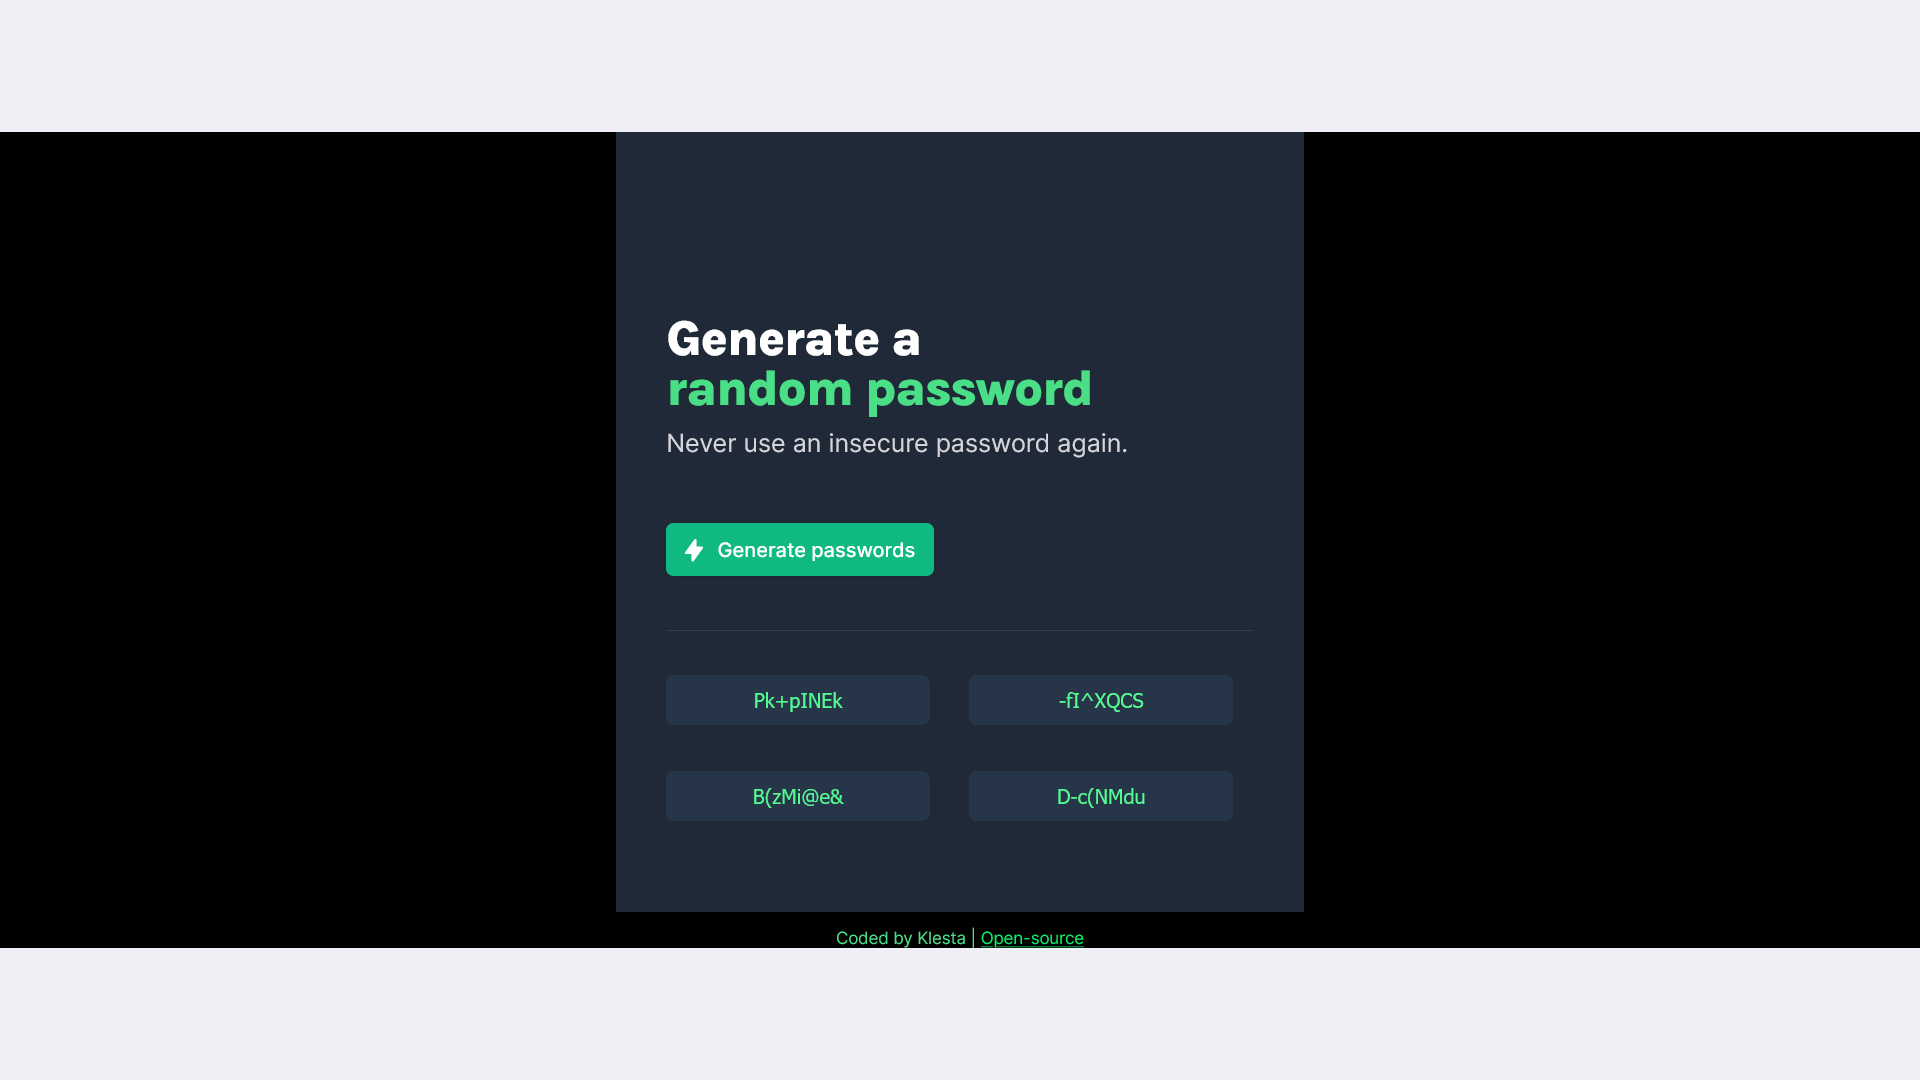 Generate a
random password
Never use an insecure password again.
Generate passwords
Pk+pINEk
-fI^XQCS
B(zMi@e&
D-c(NMdu
Coded by Klesta | Open-source